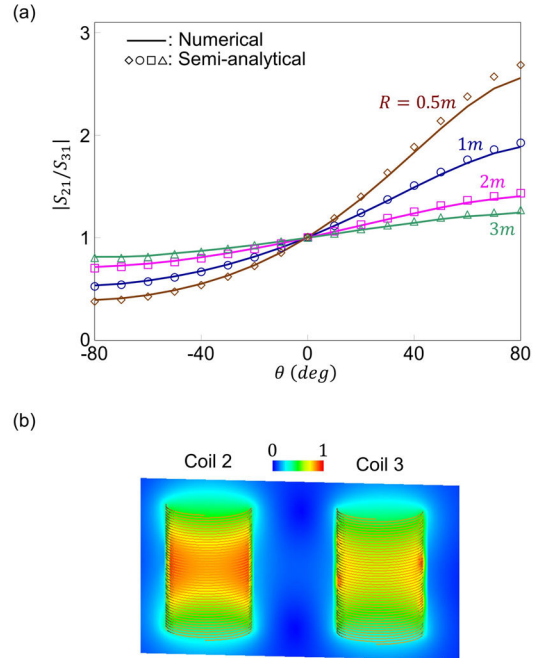 (a)
3
—: Numerical
◇○□△: Semi-analytical
R = 0.5m
2
1m
|S21/S31|
2m
1
3m
0
-80
-40
0
40
80
θ (deg)
(b)
0
1
Coil 2
Coil 3